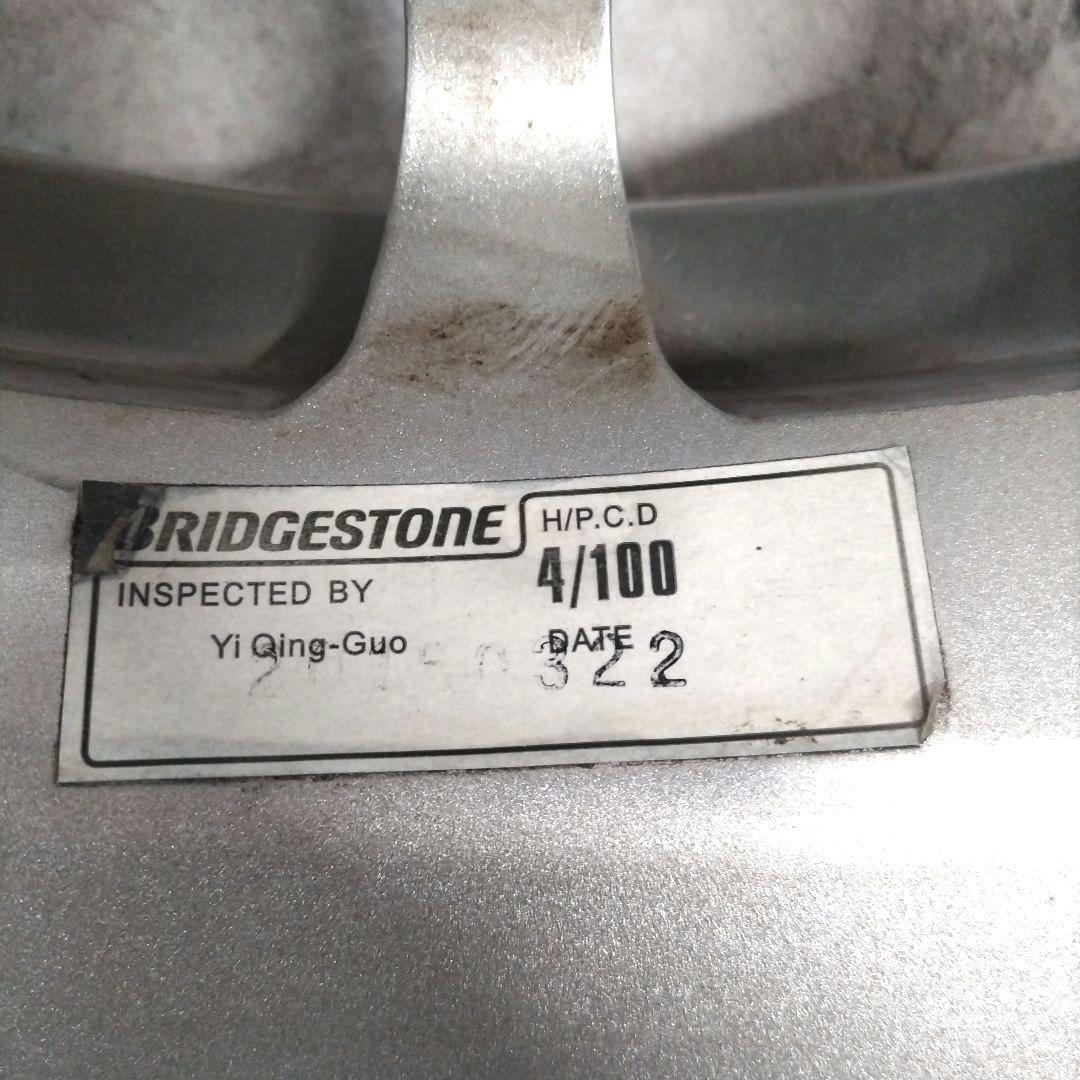 BRIDGESTONE
H/P.C.D
4/100
INSPECTED BY
Yi Qing-Guo
DATE
322